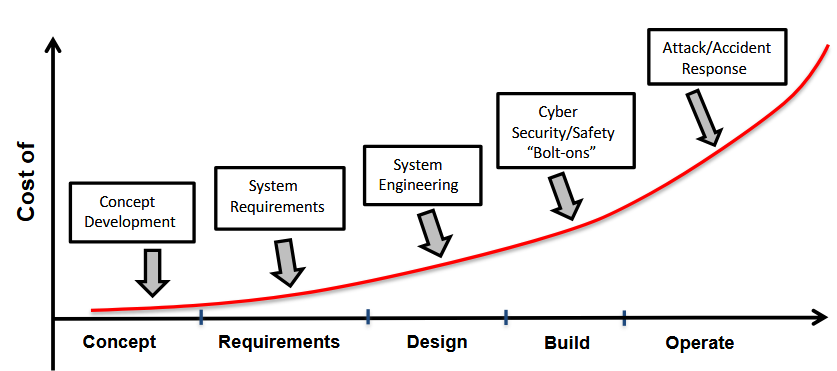 Attack/Accident
Response
Cyber
Security/Safety
“Bolt-ons”
System
Engineering
System
Requirements
Concept
Development
Cost of
Concept
Requirements
Design
Build
Operate